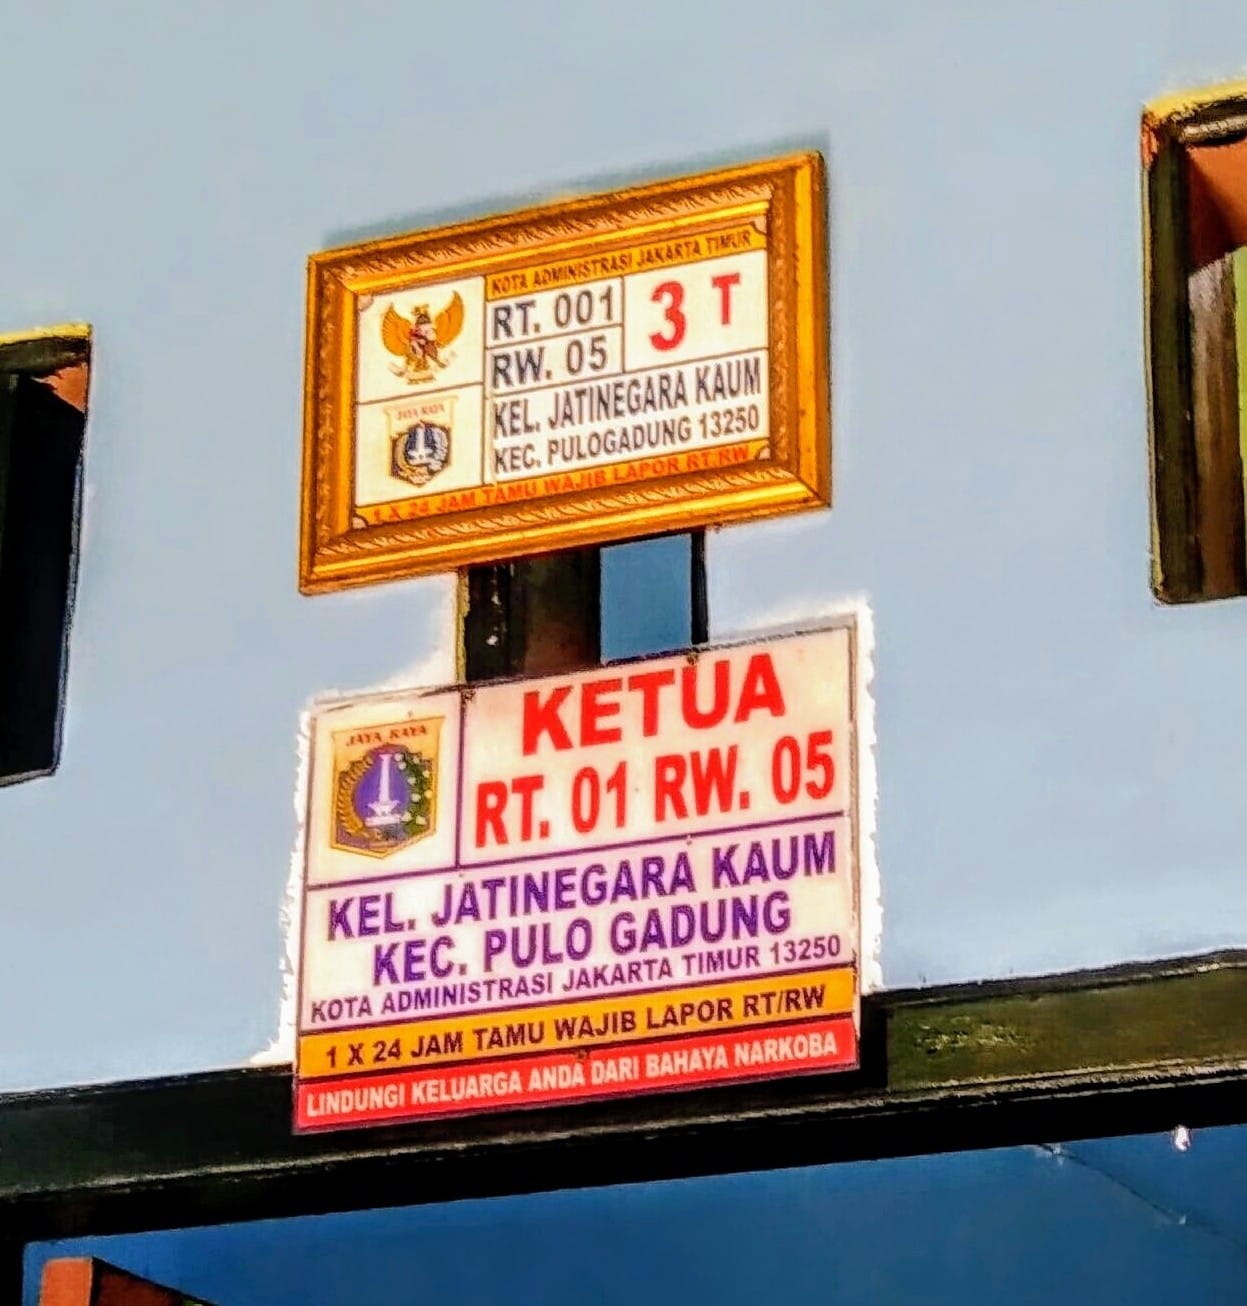 KOTA ADMINISTRASI JAKARTA TIMUR
RT. 001
RW. 05
3 T
KEL. JATINEGARA KAUM
KEC. PULOGADUNG 13250
JAYA RAYA
1 X 24 JAM TAMU WAJIB LAPOR RT/RW
JAYA RAYA
KETUA
RT. 01 RW. 05
KEL. JATINEGARA KAUM
KEC. PULO GADUNG
KOTA ADMINISTRASI JAKARTA TIMUR 13250
1 X 24 JAM TAMU WAJIB LAPOR RT/RW
LINDUNGI KELUARGA ANDA DARI BAHAYA NARKOBA